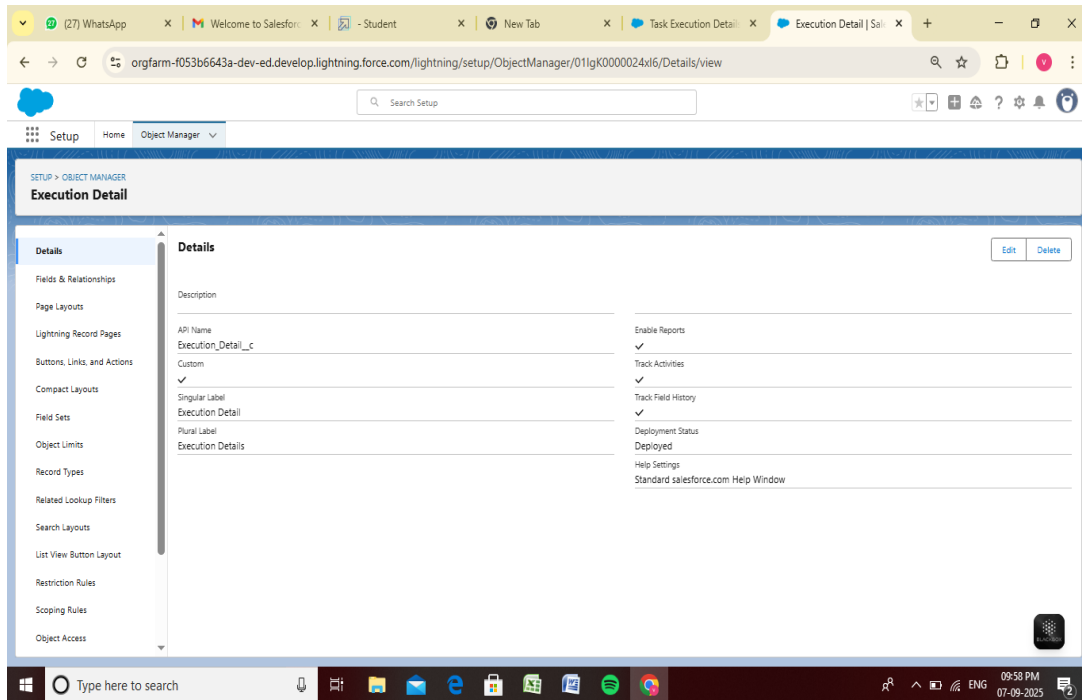 (27) WhatsApp
Welcome to Salesforc
- Student
New Tab
Task Execution Detail
Execution Detail | Sale
orgfarm-f053b6643a-dev-ed.develop.lightning.force.com/lightning/setup/ObjectManager/01IgK0000024xI6/Details/view
Search Setup
Setup
Home
Object Manager
SETUP > OBJECT MANAGER
Execution Detail
Details
Fields & Relationships
Page Layouts
Lightning Record Pages
Buttons, Links, and Actions
Compact Layouts
Field Sets
Object Limits
Record Types
Related Lookup Filters
Search Layouts
List View Button Layout
Restriction Rules
Scoping Rules
Object Access
Details
Edit
Delete
Description
API Name
Execution_Detail__c
Custom
Singular Label
Execution Detail
Plural Label
Execution Details
Enable Reports
Track Activities
Track Field History
Deployment Status
Deployed
Help Settings
Standard salesforce.com Help Window
BLACKBOX
Type here to search
ENG
09:58 PM
07-09-2025
2